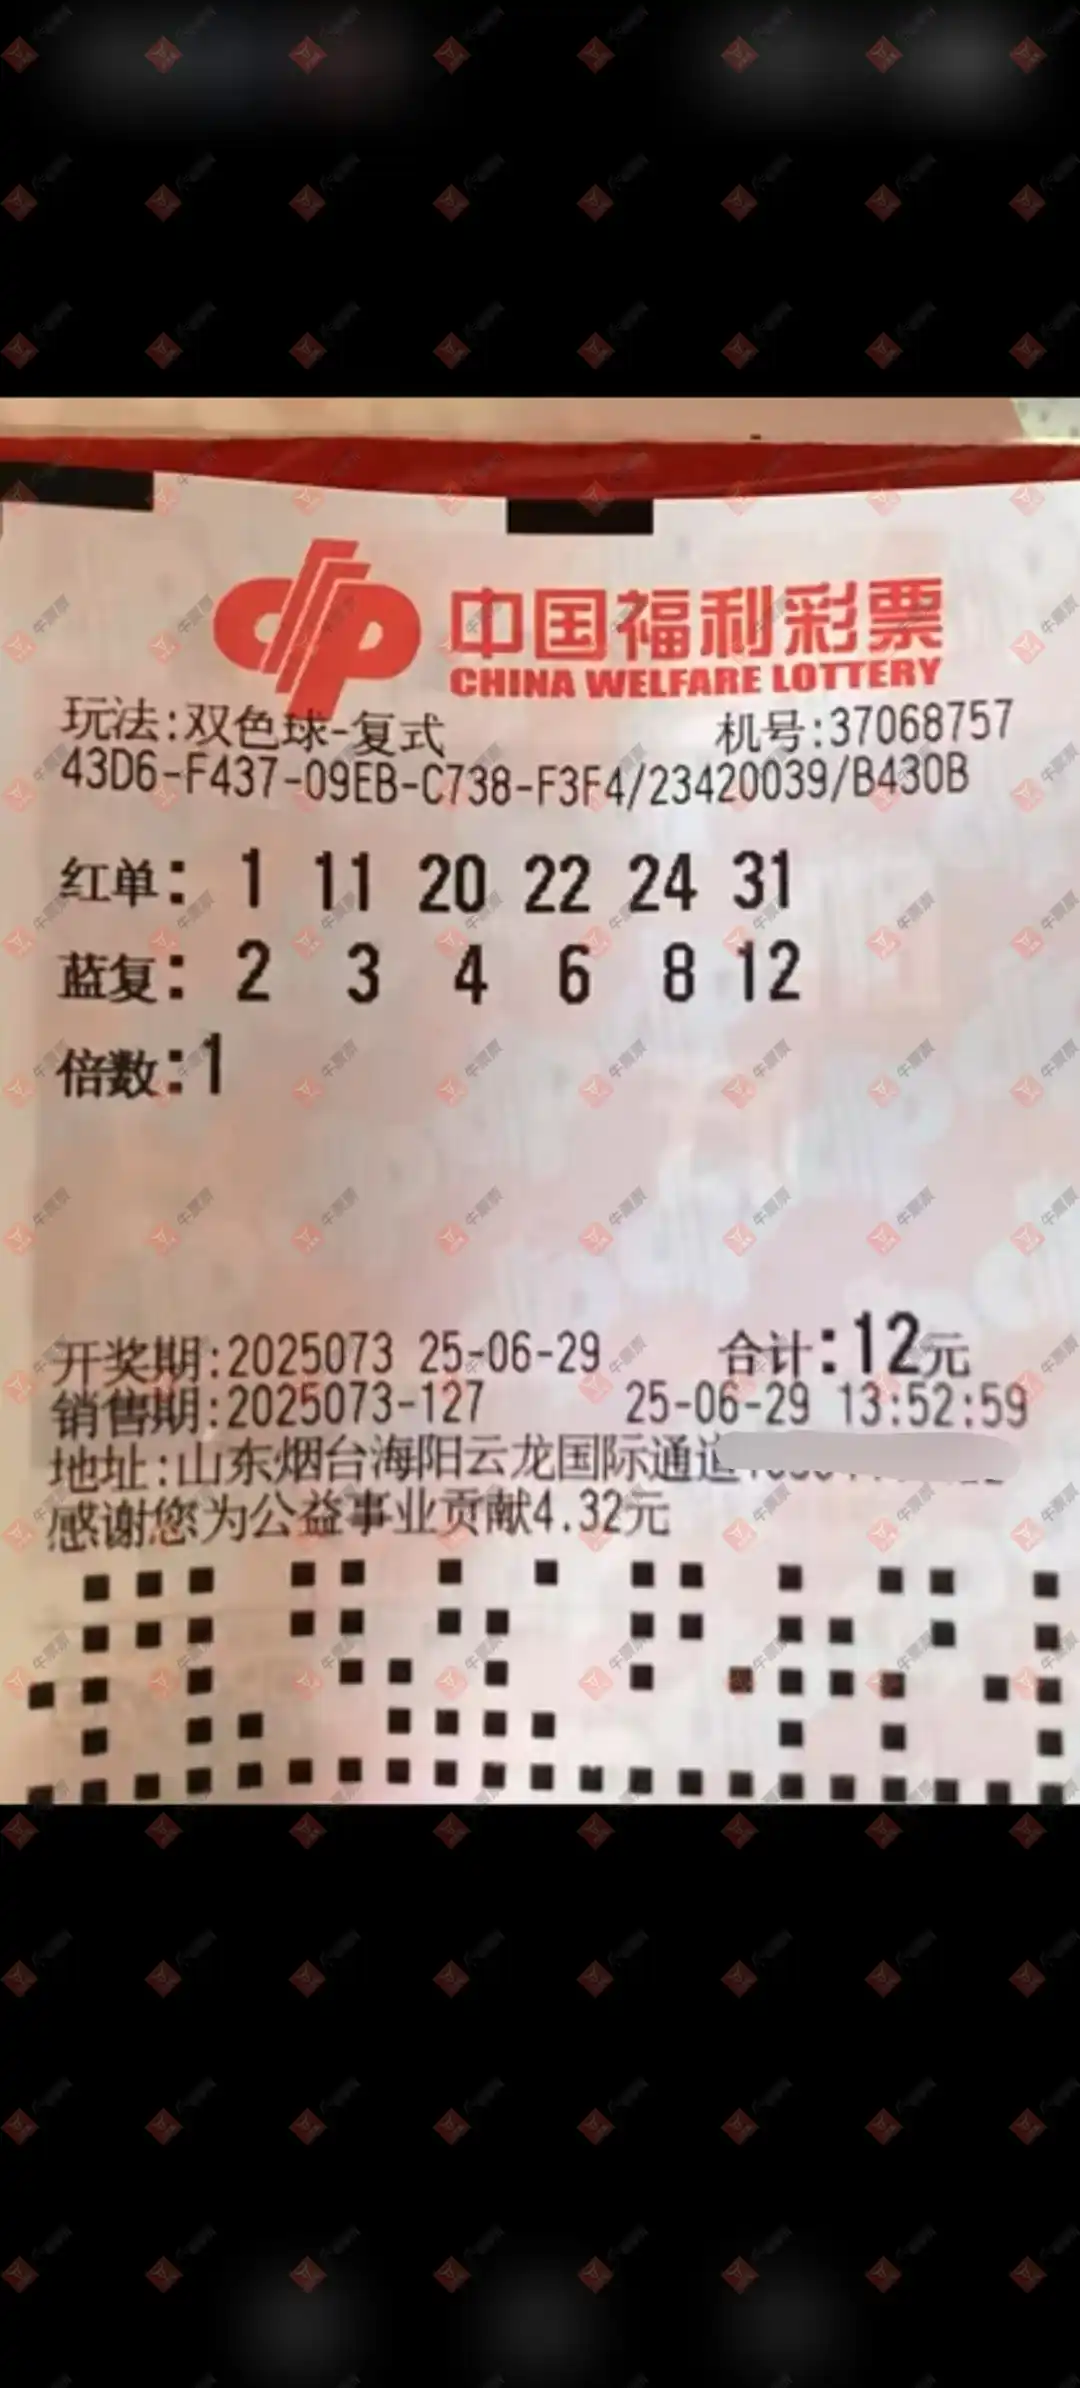 中国福利彩票
CHINA WELFARE LOTTERY
玩法:双色球-复式 机号:37068757
43D6-F437-09EB-C738-F3F4/23420039/B430B
红单: 1 11 20 22 24 31
蓝复: 2 3 4 6 8 12
倍数:1
开奖期:2025073 25-06-29 合计:12元
销售期:2025073-127 25-06-29 13:52:59
地址:山东烟台海阳云龙国际通道
感谢您为公益事业贡献4.32元
牛票票